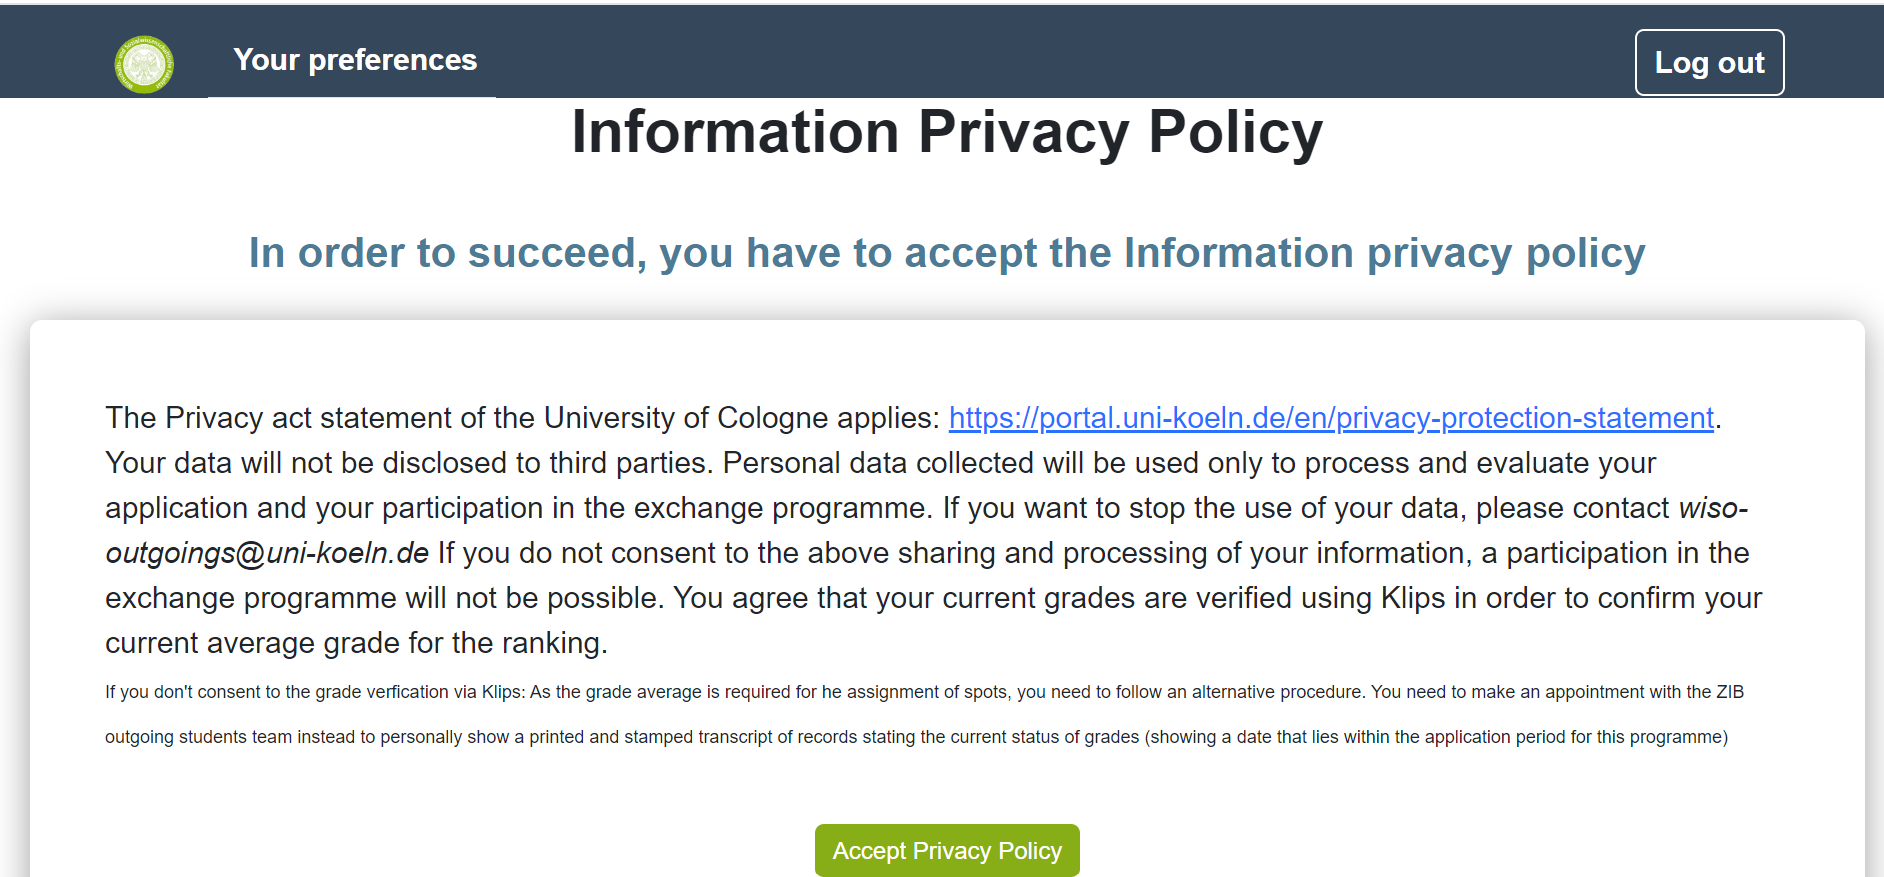 Your preferences
Log out
Information Privacy Policy
In order to succeed, you have to accept the Information privacy policy
The Privacy act statement of the University of Cologne applies: https://portal.uni-koeln.de/en/privacy-protection-statement.
Your data will not be disclosed to third parties. Personal data collected will be used only to process and evaluate your
application and your participation in the exchange programme. If you want to stop the use of your data, please contact wiso-
outgoings@uni-koeln.de If you do not consent to the above sharing and processing of your information, a participation in the
exchange programme will not be possible. You agree that your current grades are verified using Klips in order to confirm your
current average grade for the ranking.
If you don't consent to the grade verfication via Klips: As the grade average is required for he assignment of spots, you need to follow an alternative procedure. You need to make an appointment with the ZIB
outgoing students team instead to personally show a printed and stamped transcript of records stating the current status of grades (showing a date that lies within the application period for this programme)
Accept Privacy Policy